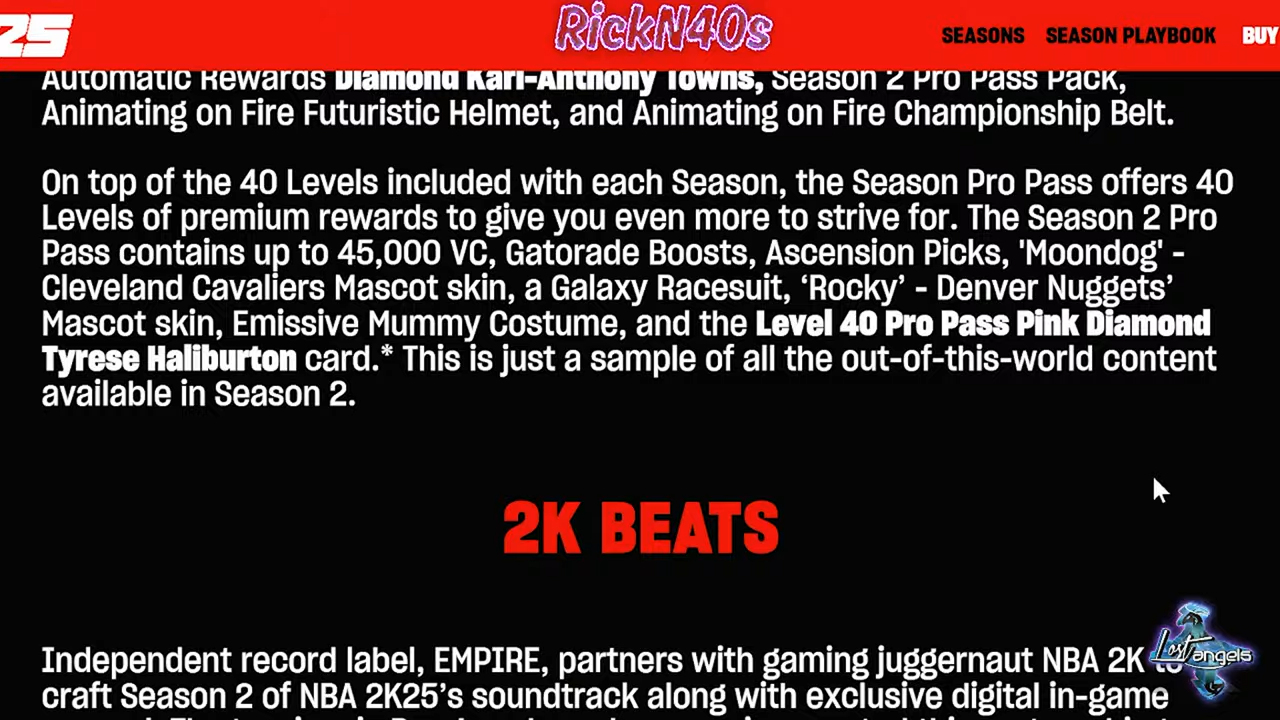 25
RickN40s
SEASONS SEASON PLAYBOOK BUY
Automatic Rewards Diamond Karl-Anthony Towns, Season 2 Pro Pass Pack,
Animating on Fire Futuristic Helmet, and Animating on Fire Championship Belt.
On top of the 40 Levels included with each Season, the Season Pro Pass offers 40
Levels of premium rewards to give you even more to strive for. The Season 2 Pro
Pass contains up to 45,000 VC, Gatorade Boosts, Ascension Picks, 'Moondog' -
Cleveland Cavaliers Mascot skin, a Galaxy Racesuit, ‘Rocky’ - Denver Nuggets’
Mascot skin, Emissive Mummy Costume, and the Level 40 Pro Pass Pink Diamond
Tyrese Haliburton card.* This is just a sample of all the out-of-this-world content
available in Season 2.
2K BEATS
Independent record label, EMPIRE, partners with gaming juggernaut NBA 2K to
craft Season 2 of NBA 2K25’s soundtrack along with exclusive digital in-game
Lost angels